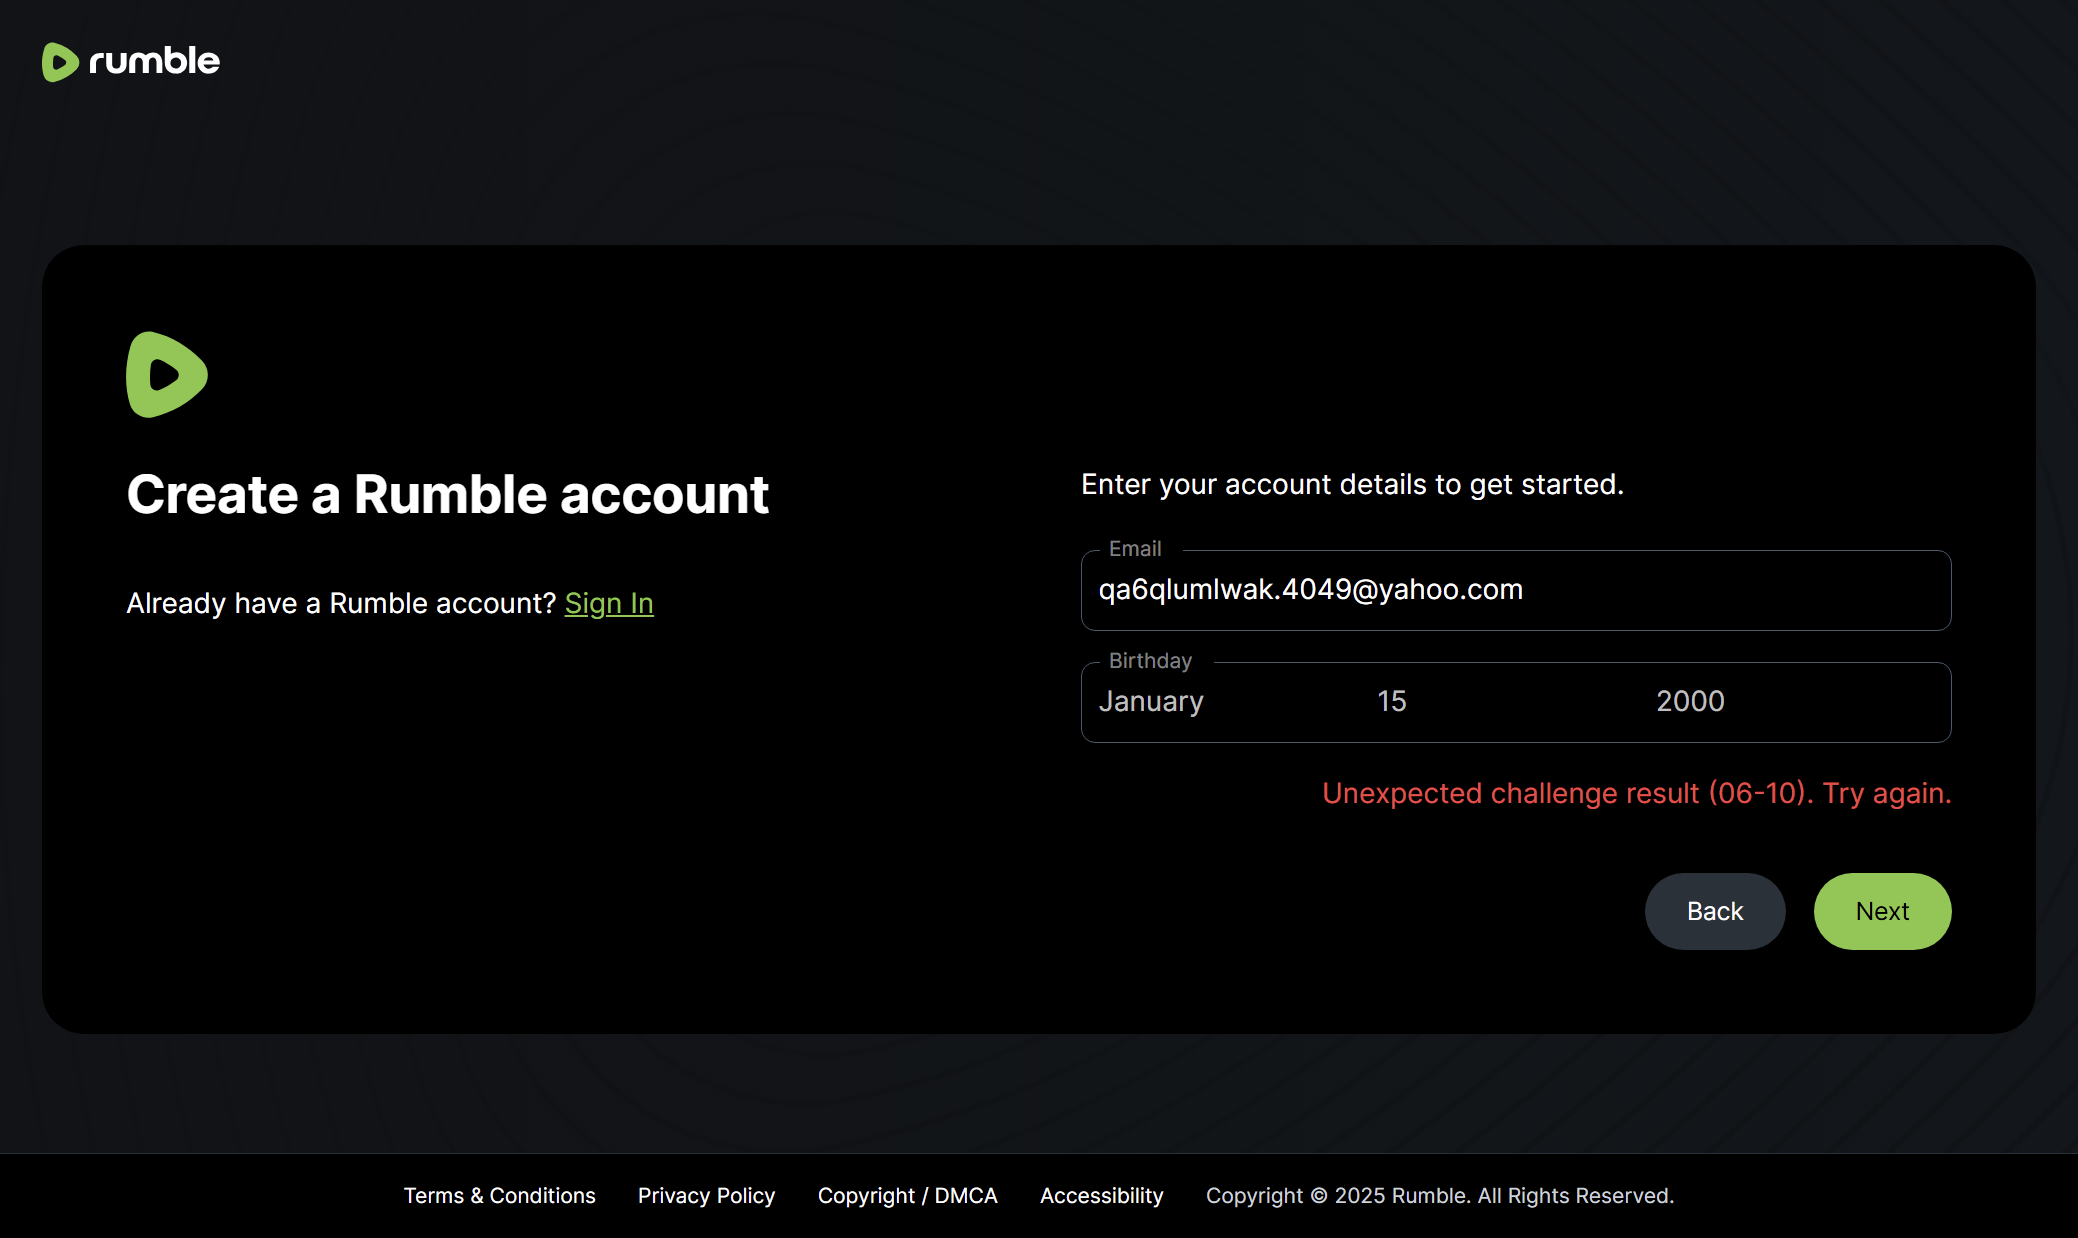 rumble
Create a Rumble account
Already have a Rumble account? Sign In
Enter your account details to get started.
Email
qa6qlumlwak.4049@yahoo.com
Birthday
January 15 2000
Unexpected challenge result (06-10). Try again.
Back Next
Terms & Conditions Privacy Policy Copyright / DMCA Accessibility Copyright © 2025 Rumble. All Rights Reserved.